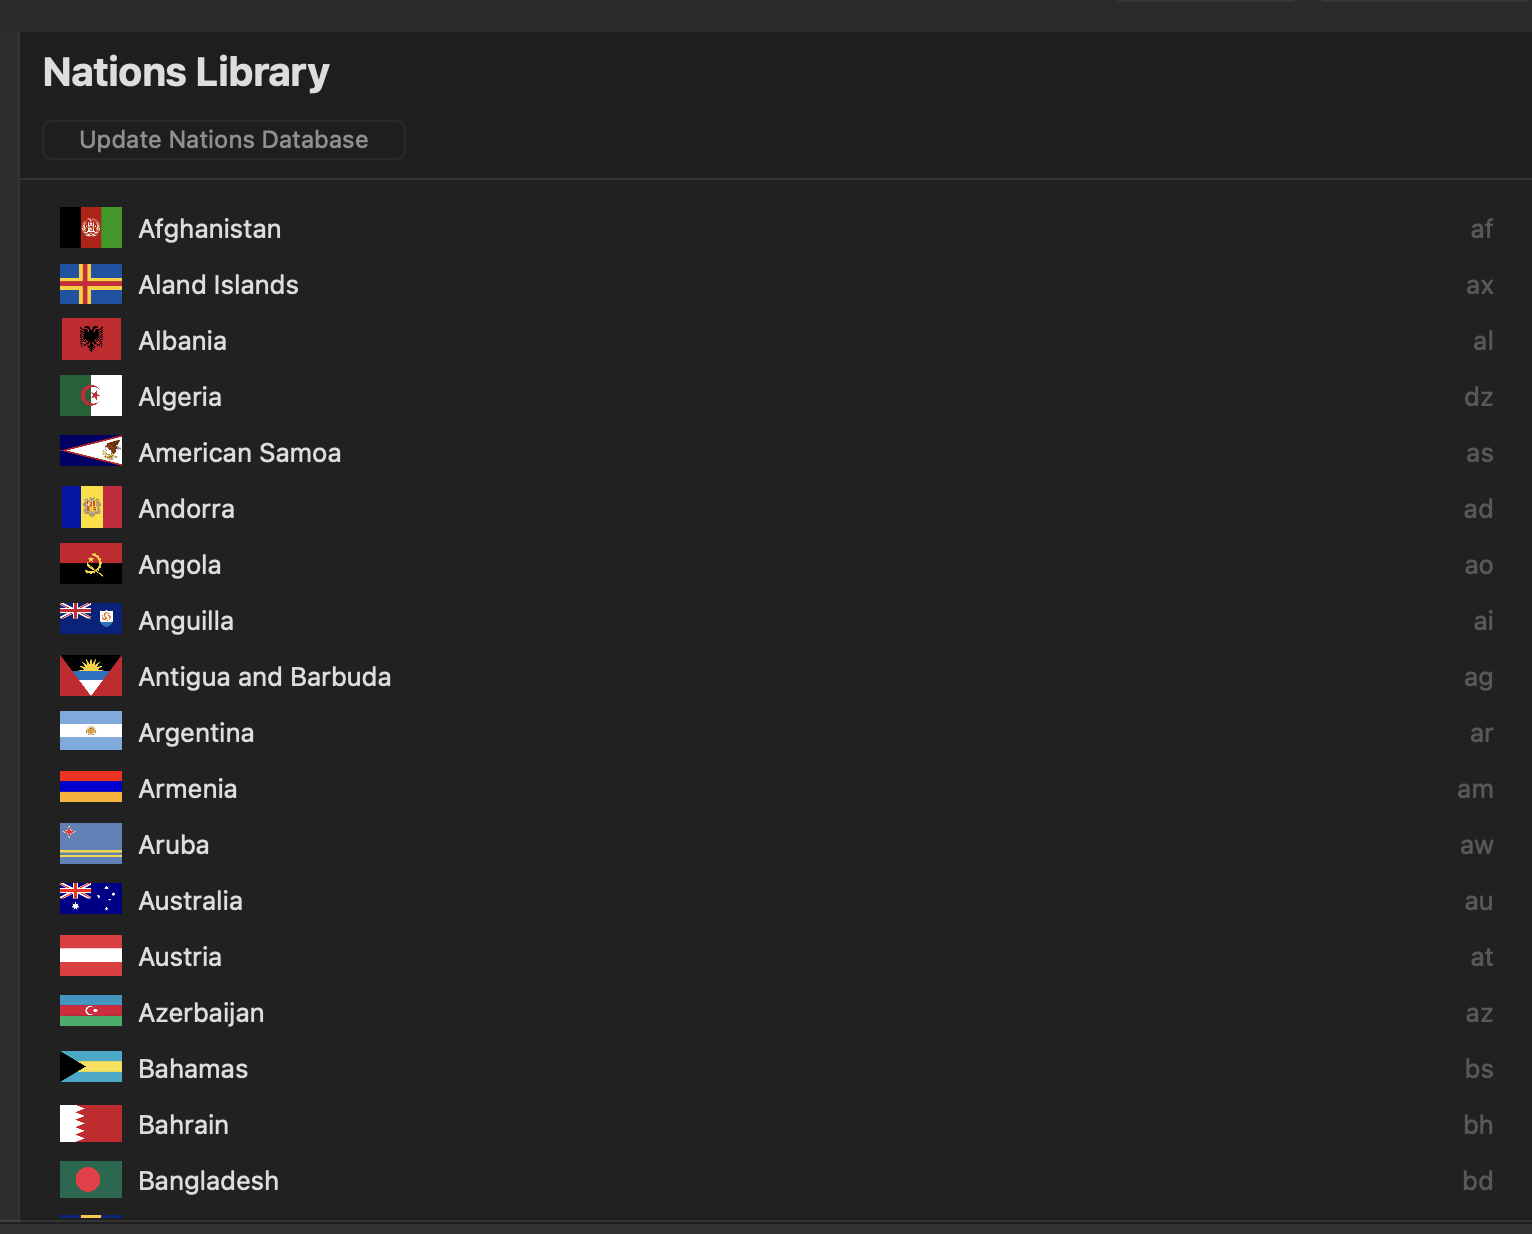 Nations Library
Update Nations Database
Afghanistan af
Aland Islands ax
Albania al
Algeria dz
American Samoa as
Andorra ad
Angola ao
Anguilla ai
Antigua and Barbuda ag
Argentina ar
Armenia am
Aruba aw
Australia au
Austria at
Azerbaijan az
Bahamas bs
Bahrain bh
Bangladesh bd